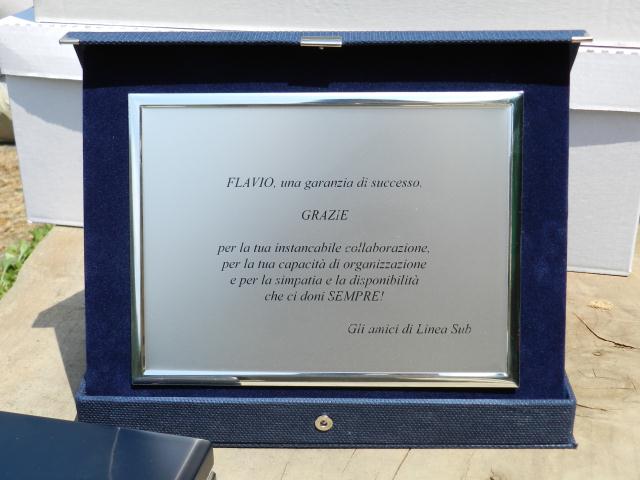 FLAVIO, una garanzia di successo.
GRAZIE
per la tua instancabile collaborazione,
per la tua capacità di organizzazione
e per la simpatia e la disponibilità
che ci doni SEMPRE!
Gli amici di Linea Sub